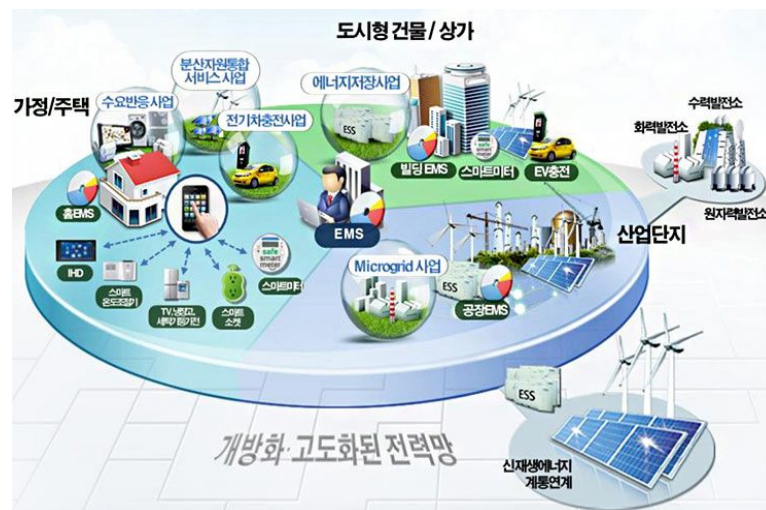 도시형 건물 / 상가
분산자원통합
서비스 사업
에너지저장사업
가정/주택
수요반응 사업
전기차충전사업
수력발전소
화력발전소
원자력발전소
ESS
빌딩 EMS
스마트미터
EV충전
홈EMS
EMS
산업단지
safe
smart
meter
IHD
스마트
온도조절기
TV, 냉장고,
세탁기 등 가전
스마트
소켓
스마트미터
Microgrid 사업
ESS
공장EMS
ESS
개방화·고도화된 전력망
신재생에너지
계통연계